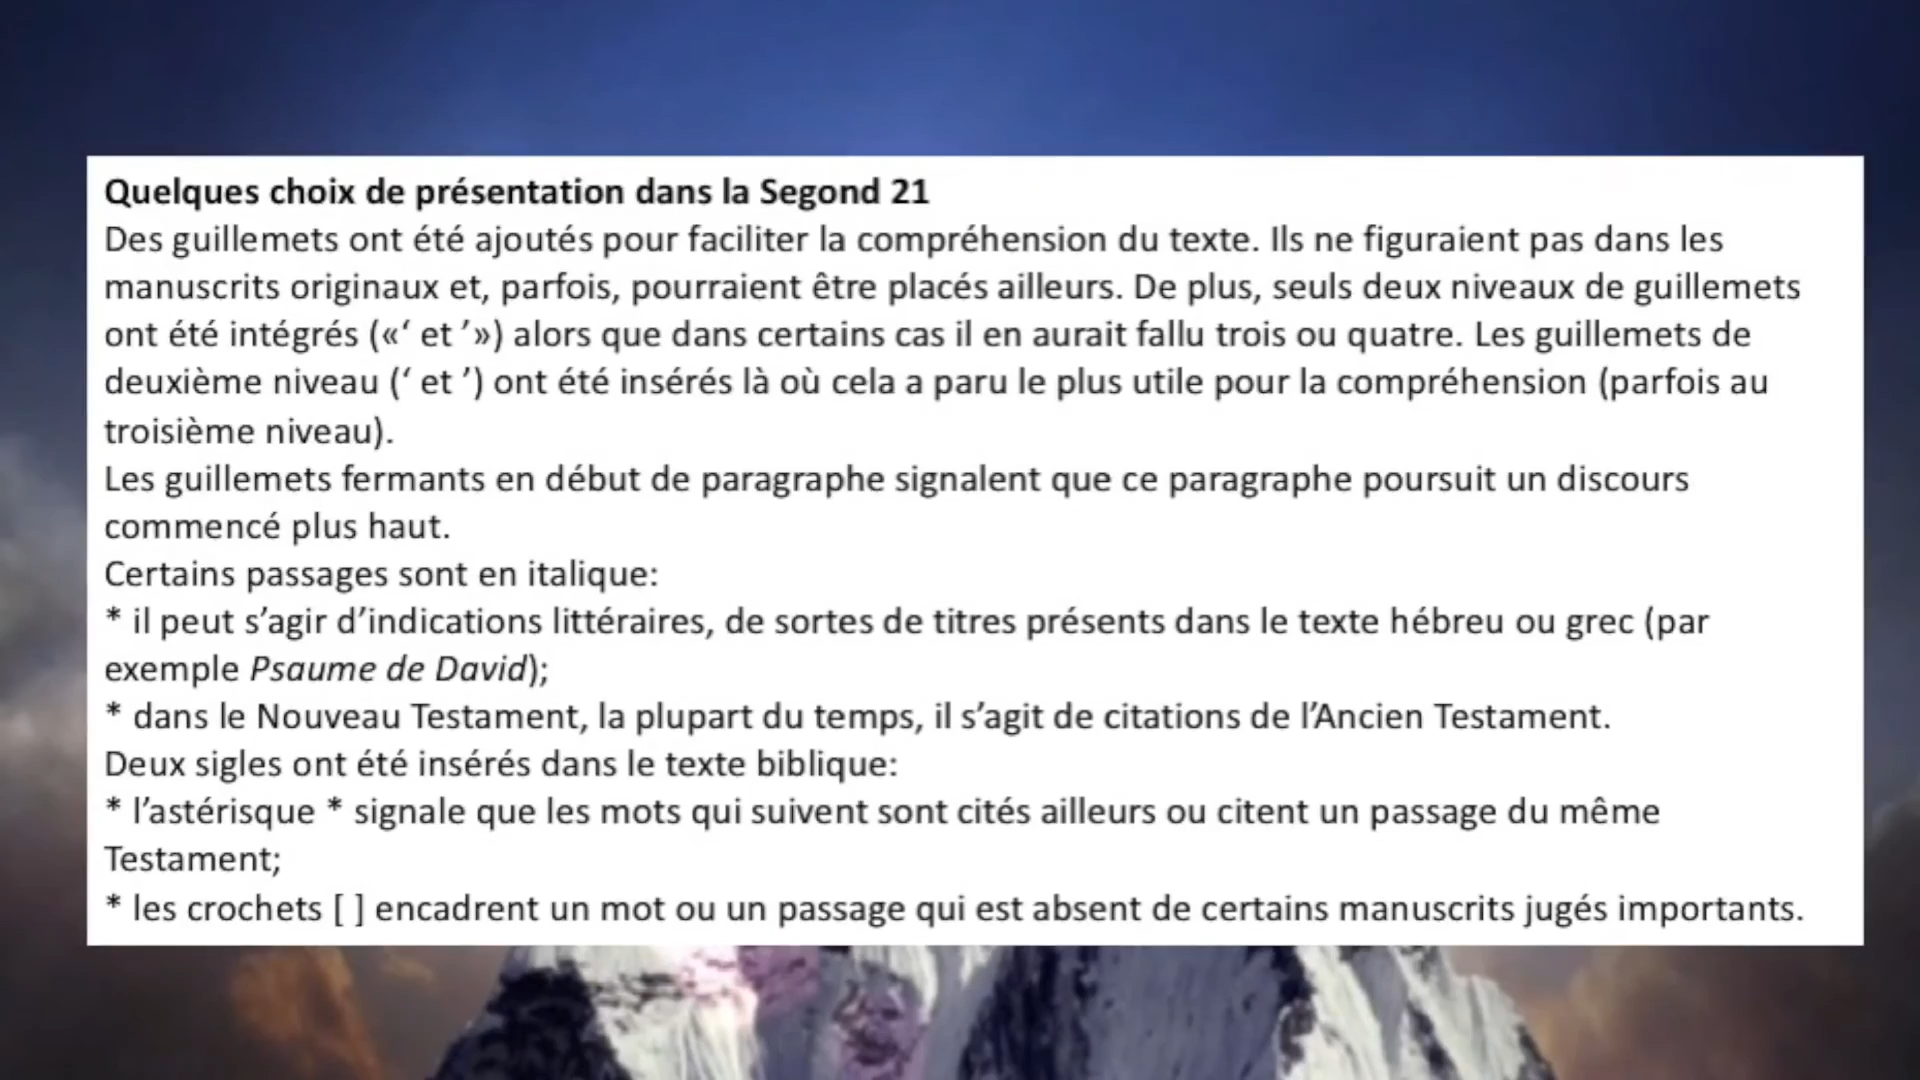 Quelques choix de présentation dans la Segond 21
Des guillemets ont été ajoutés pour faciliter la compréhension du texte. Ils ne figuraient pas dans les
manuscrits originaux et, parfois, pourraient être placés ailleurs. De plus, seuls deux niveaux de guillemets
ont été intégrés («‘ et ’») alors que dans certains cas il en aurait fallu trois ou quatre. Les guillemets de
deuxième niveau (‘ et ’) ont été insérés là où cela a paru le plus utile pour la compréhension (parfois au
troisième niveau).
Les guillemets fermants en début de paragraphe signalent que ce paragraphe poursuit un discours
commencé plus haut.
Certains passages sont en italique:
* il peut s’agir d’indications littéraires, de sortes de titres présents dans le texte hébreu ou grec (par
exemple Psaume de David);
* dans le Nouveau Testament, la plupart du temps, il s’agit de citations de l’Ancien Testament.
Deux sigles ont été insérés dans le texte biblique:
* l’astérisque * signale que les mots qui suivent sont cités ailleurs ou citent un passage du même
Testament;
* les crochets [ ] encadrent un mot ou un passage qui est absent de certains manuscrits jugés importants.